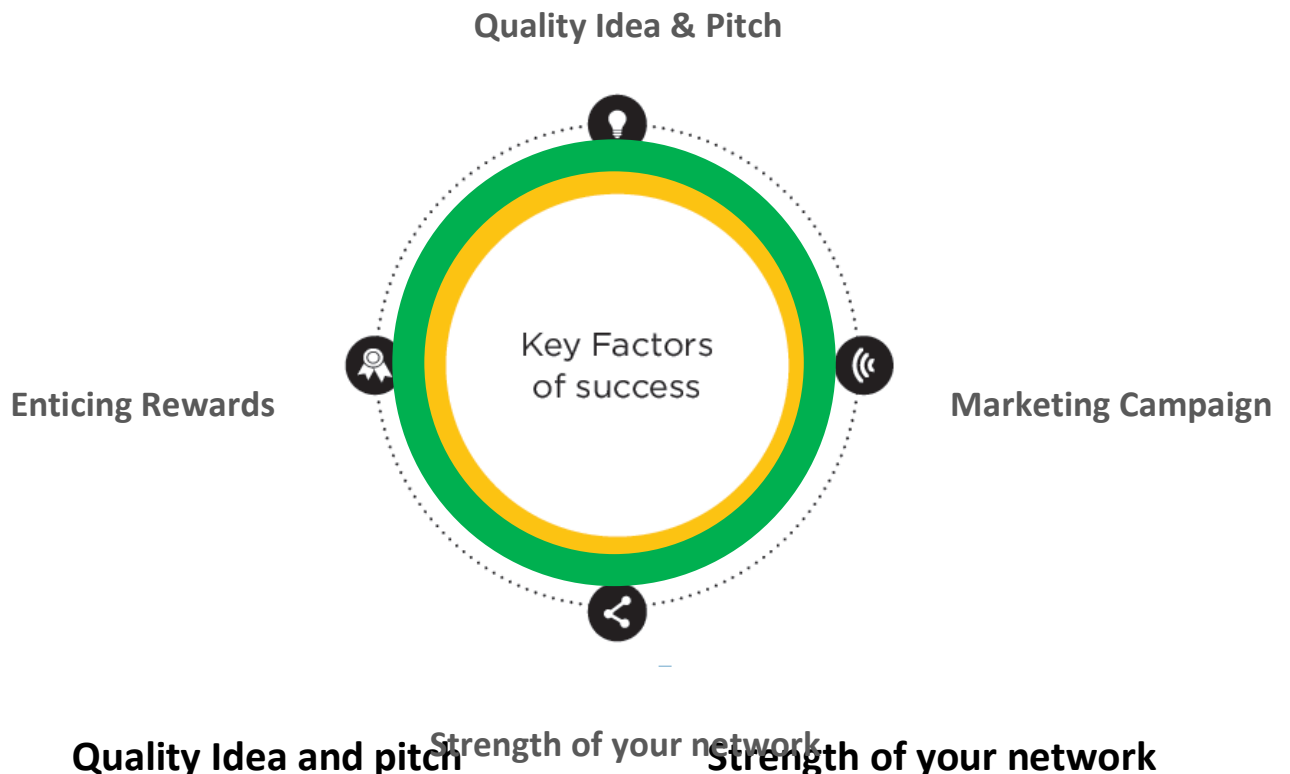 Quality Idea & Pitch
Key Factors
of success
Enticing Rewards
Marketing Campaign
Strength of your network
Quality Idea and pitch
Strength of your network